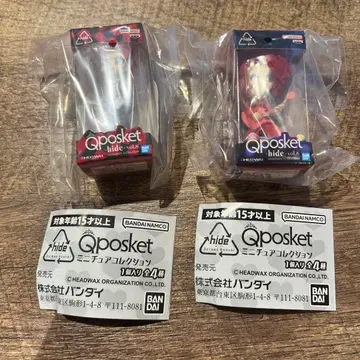 hide
Qposket
hide vol.6
BANDAI
hide
Qposket
hide
BANDAI
対象年齢15才以上
BANDAI NAMCO
hide
Qposket
ミニチュアコレクション
1個入り 全4種
発売元
©HEADWAX ORGANIZATION CO.,LTD.
株式会社バンダイ
東京都台東区駒形1-4-8 〒111-8081
BANDAI
対象年齢15才以上
BANDAI NAMCO
hide
Qposket
ミニチュアコレクション
1個入り 全4種
発売元
©HEADWAX ORGANIZATION CO.,LTD.
株式会社バンダイ
東京都台東区駒形1-4-8 〒111-8081
BANDAI